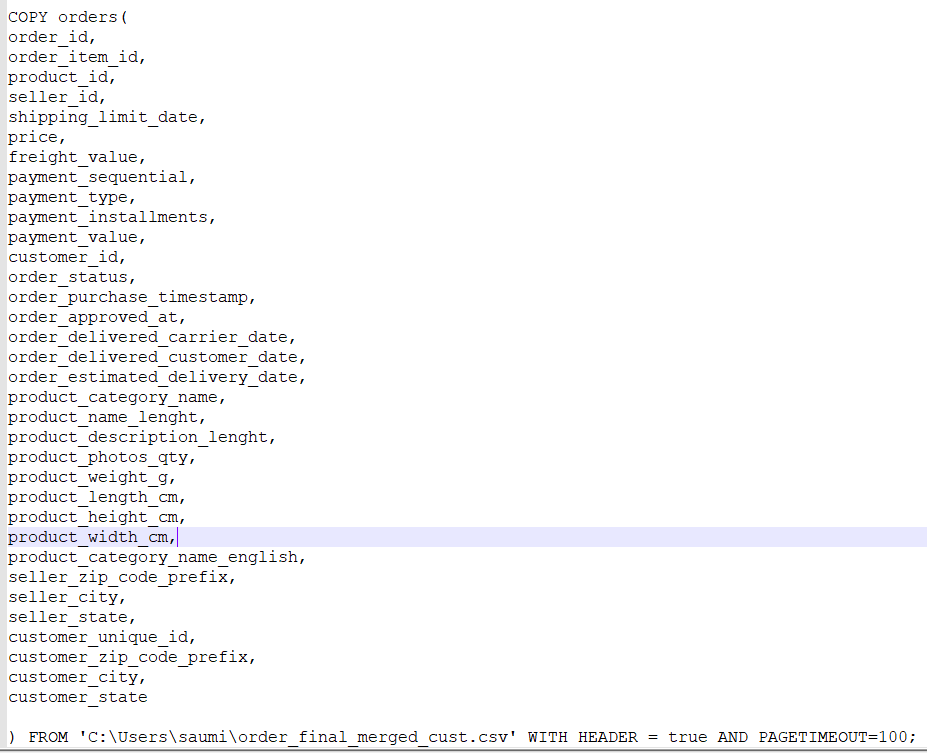 COPY orders(
order_id,
order_item_id,
product_id,
seller_id,
shipping_limit_date,
price,
freight_value,
payment_sequential,
payment_type,
payment_installments,
payment_value,
customer_id,
order_status,
order_purchase_timestamp,
order_approved_at,
order_delivered_carrier_date,
order_delivered_customer_date,
order_estimated_delivery_date,
product_category_name,
product_name_lenght,
product_description_lenght,
product_photos_qty,
product_weight_g,
product_length_cm,
product_height_cm,
product_width_cm,
product_category_name_english,
seller_zip_code_prefix,
seller_city,
seller_state,
customer_unique_id,
customer_zip_code_prefix,
customer_city,
customer_state
) FROM 'C:\Users\saumi\order_final_merged_cust.csv' WITH HEADER = true AND PAGETIMEOUT=100;